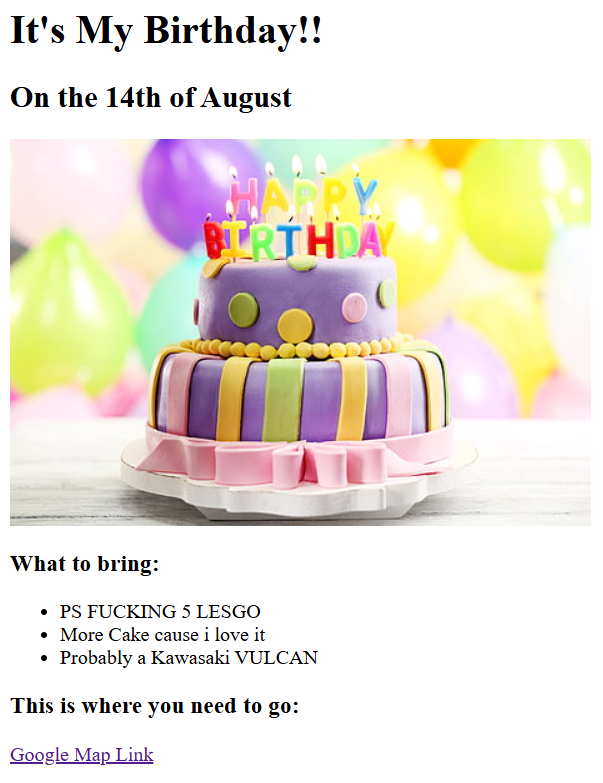 It's My Birthday!!
On the 14th of August
HAPPY
BIRTHDAY
What to bring:
PS FUCKING 5 LESGO
More Cake cause i love it
Probably a Kawasaki VULCAN
This is where you need to go:
Google Map Link